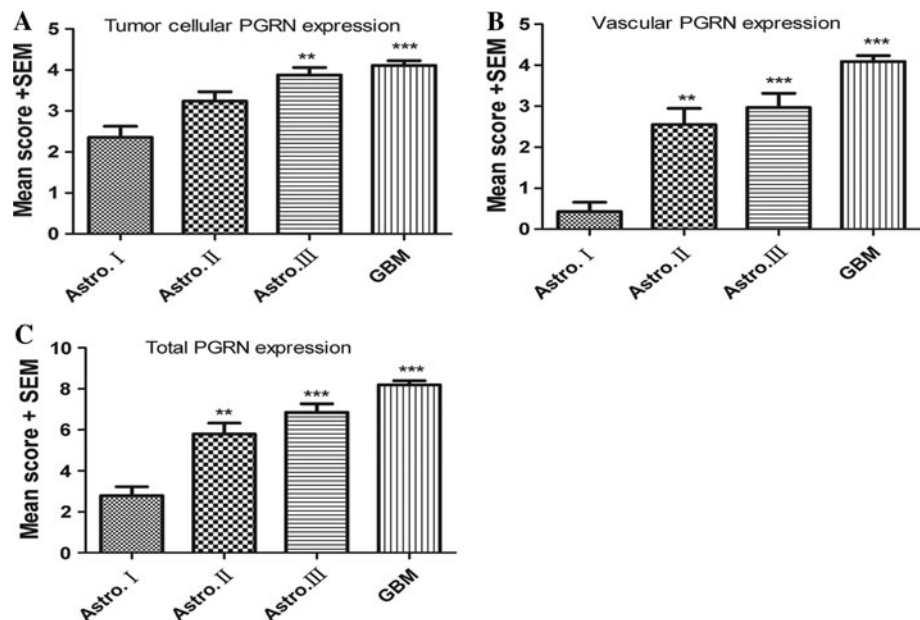 A
Tumor cellular PGRN expression
Mean score +SEM
5
4
3
2
1
0
** ***
Astro. I Astro. II Astro.III GBM
B
Vascular PGRN expression
Mean score +SEM
5
4
3
2
1
0
** *** ***
Astro. I Astro. II Astro.III GBM
C
Total PGRN expression
Mean score + SEM
10
8
6
4
2
0
** *** ***
Astro. I Astro. II Astro.III GBM